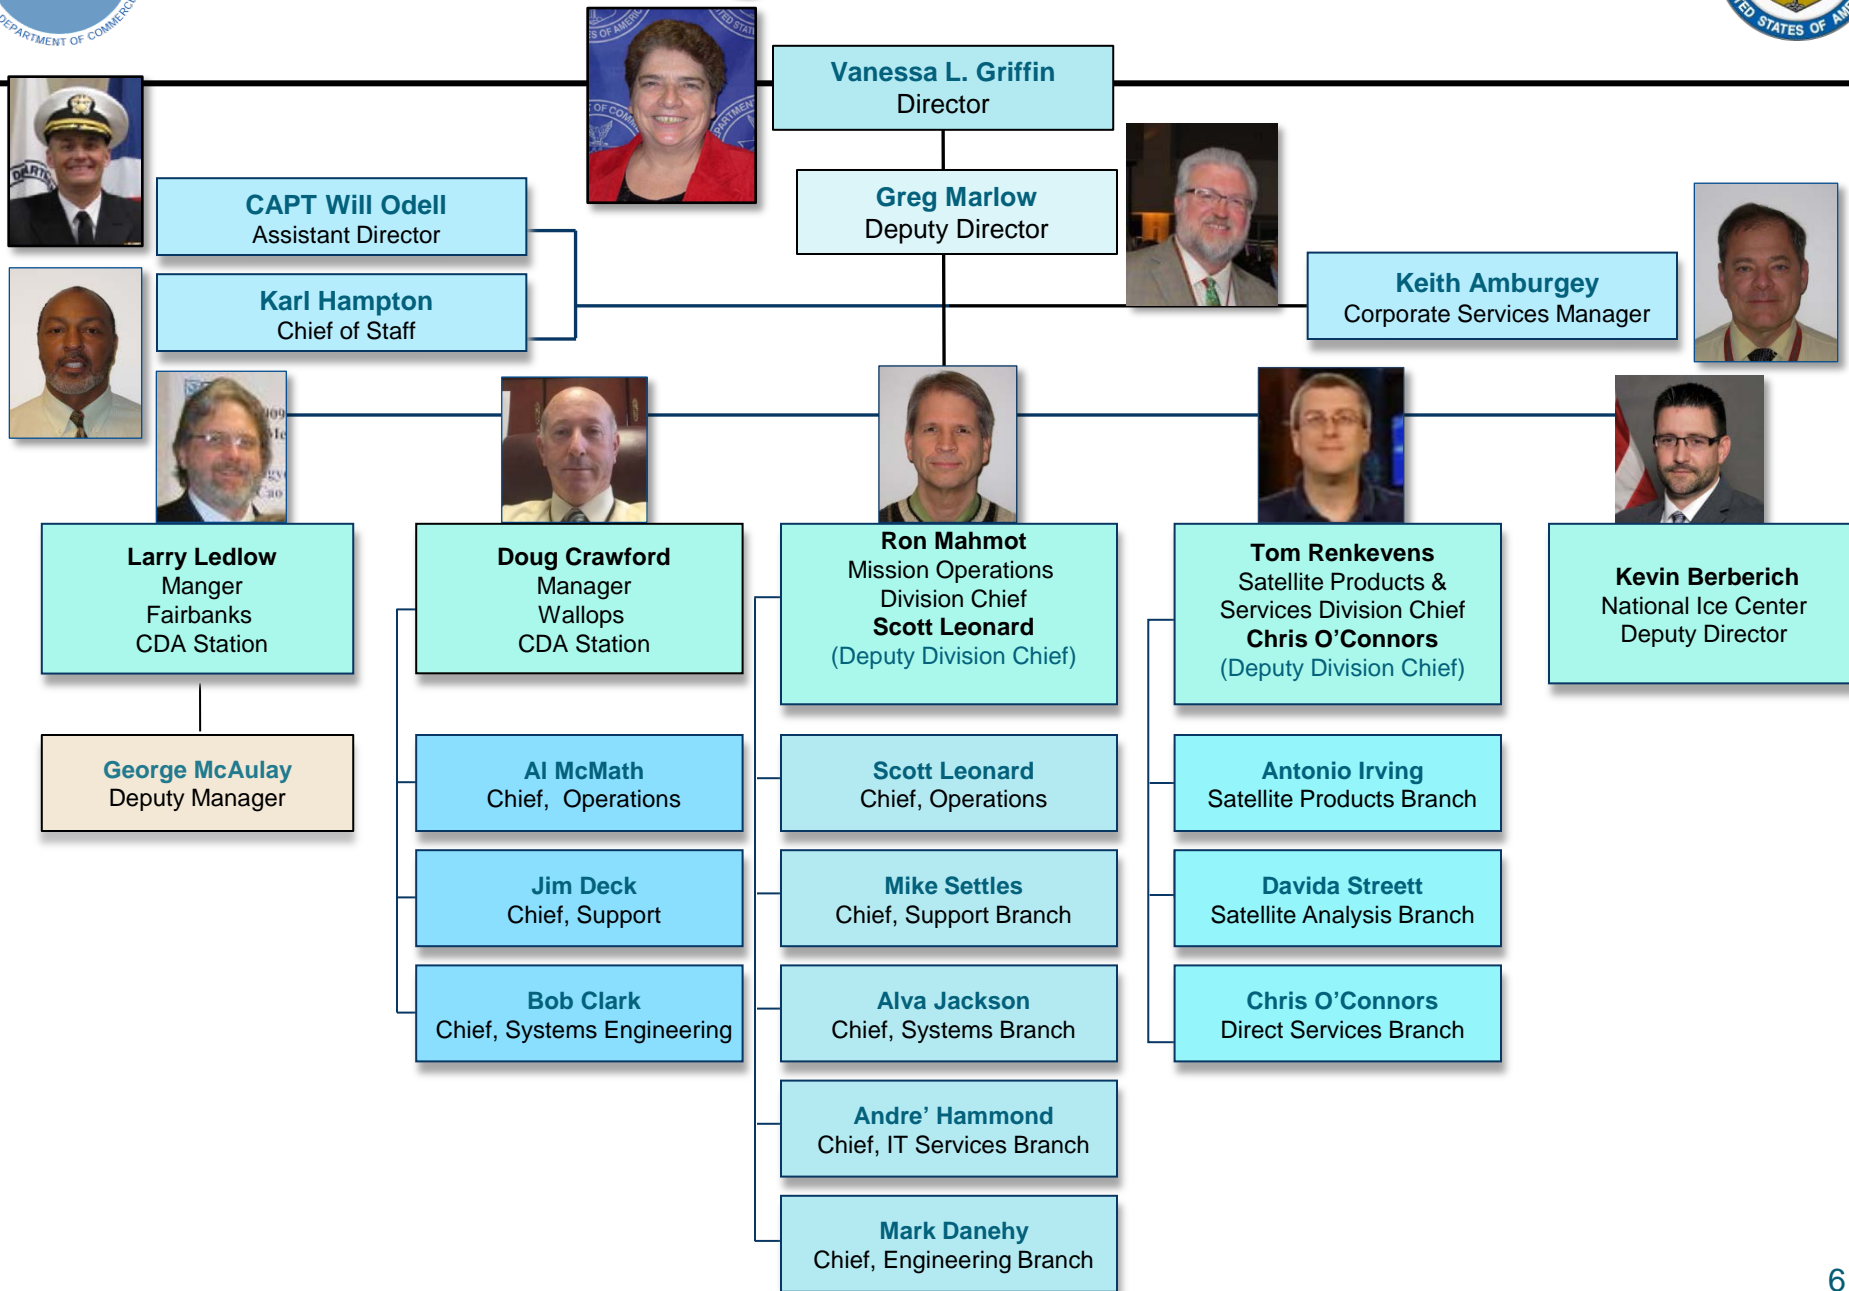 DEPARTMENT OF COMMERC
STATES OF AM
Vanessa L. Griffin
Director
CAPT Will Odell
Assistant Director
Greg Marlow
Deputy Director
Karl Hampton
Chief of Staff
Keith Amburgey
Corporate Services Manager
Larry Ledlow
Manger
Fairbanks
CDA Station
Doug Crawford
Manager
Wallops
CDA Station
Ron Mahmot
Mission Operations
Division Chief
Scott Leonard
(Deputy Division Chief)
Tom Renkevens
Satellite Products &
Services Division Chief
Chris O’Connors
(Deputy Division Chief)
Kevin Berberich
National Ice Center
Deputy Director
George McAulay
Deputy Manager
Al McMath
Chief,  Operations
Jim Deck
Chief, Support
Bob Clark
Chief, Systems Engineering
Scott Leonard
Chief, Operations
Mike Settles
Chief, Support Branch
Alva Jackson
Chief, Systems Branch
Andre’ Hammond
Chief, IT Services Branch
Mark Danehy
Chief, Engineering Branch
Antonio Irving
Satellite Products Branch
Davida Streett
Satellite Analysis Branch
Chris O’Connors
Direct Services Branch
6